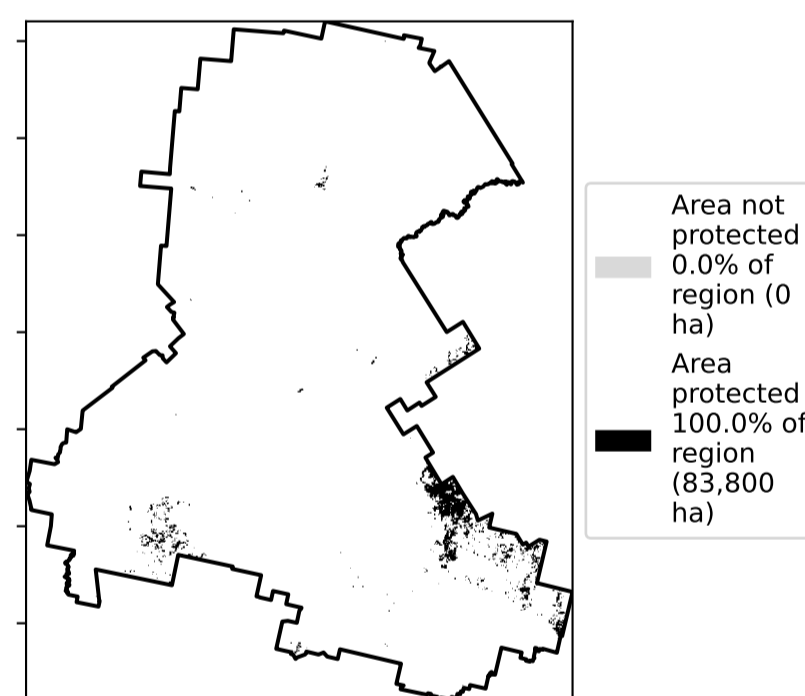 Area not
protected
0.0% of
region (0
ha)
Area
protected
100.0% of
region
(83,800
ha)